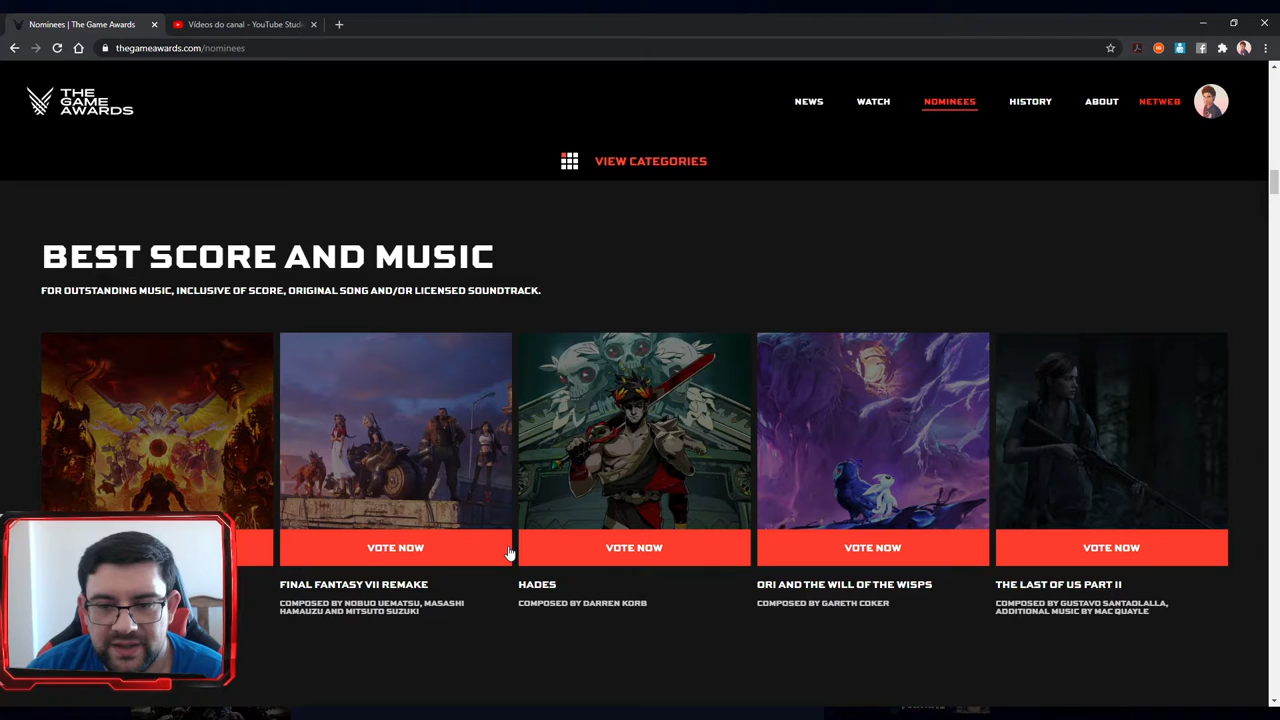 Nominees | The Game Awards
Vídeos do canal - YouTube Studi
thegameawards.com/nominees
THE GAME AWARDS
NEWS
WATCH
NOMINEES
HISTORY
ABOUT
NETWEB
VIEW CATEGORIES
BEST SCORE AND MUSIC
FOR OUTSTANDING MUSIC, INCLUSIVE OF SCORE, ORIGINAL SONG AND/OR LICENSED SOUNDTRACK.
VOTE NOW
VOTE NOW
VOTE NOW
VOTE NOW
FINAL FANTASY VII REMAKE
COMPOSED BY NOBUO UEMATSU, MASASHI
HAMAUZU AND MITSUTO SUZUKI
HADES
COMPOSED BY DARREN KORB
ORI AND THE WILL OF THE WISPS
COMPOSED BY GARETH COKER
THE LAST OF US PART II
COMPOSED BY GUSTAVO SANTAOLALLA,
ADDITIONAL MUSIC BY MAC QUAYLE